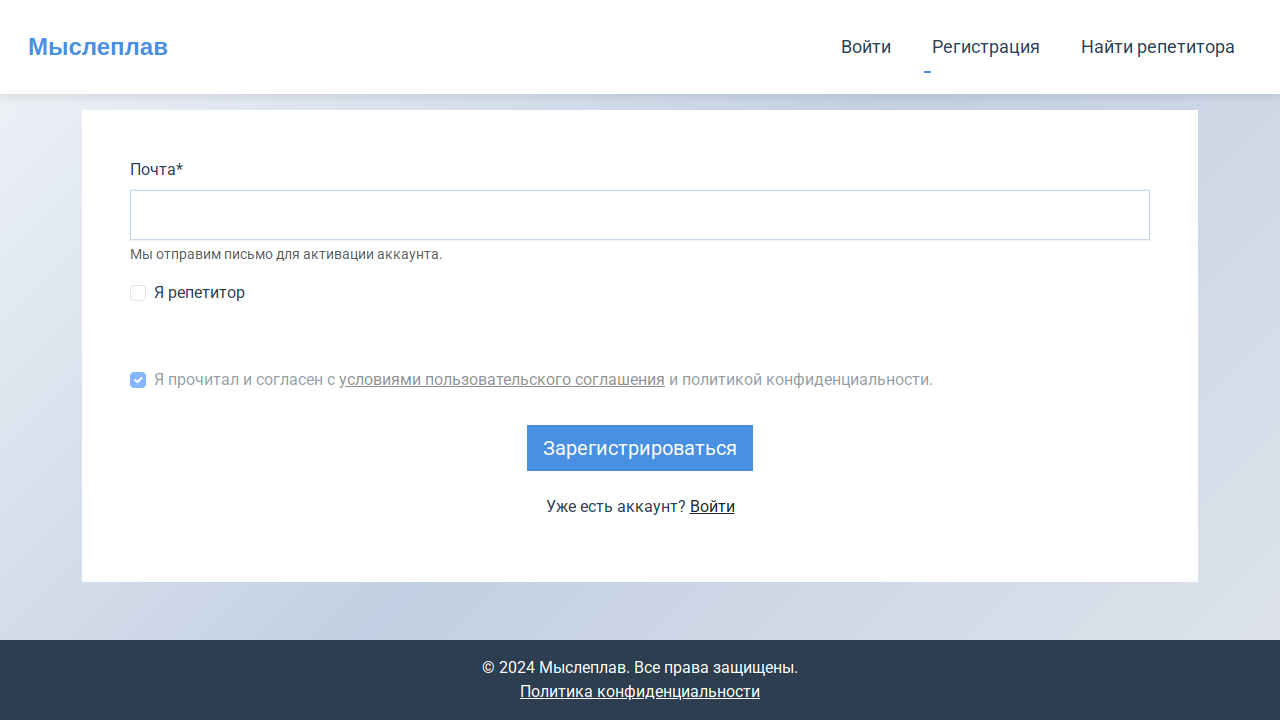 Мыслеплав
Войти
Регистрация
Найти репетитора
Почта*
Мы отправим письмо для активации аккаунта.
Я репетитор
Я прочитал и согласен с условиями пользовательского соглашения и политикой конфиденциальности.
Зарегистрироваться
Уже есть аккаунт? Войти
© 2024 Мыслеплав. Все права защищены.
Политика конфиденциальности